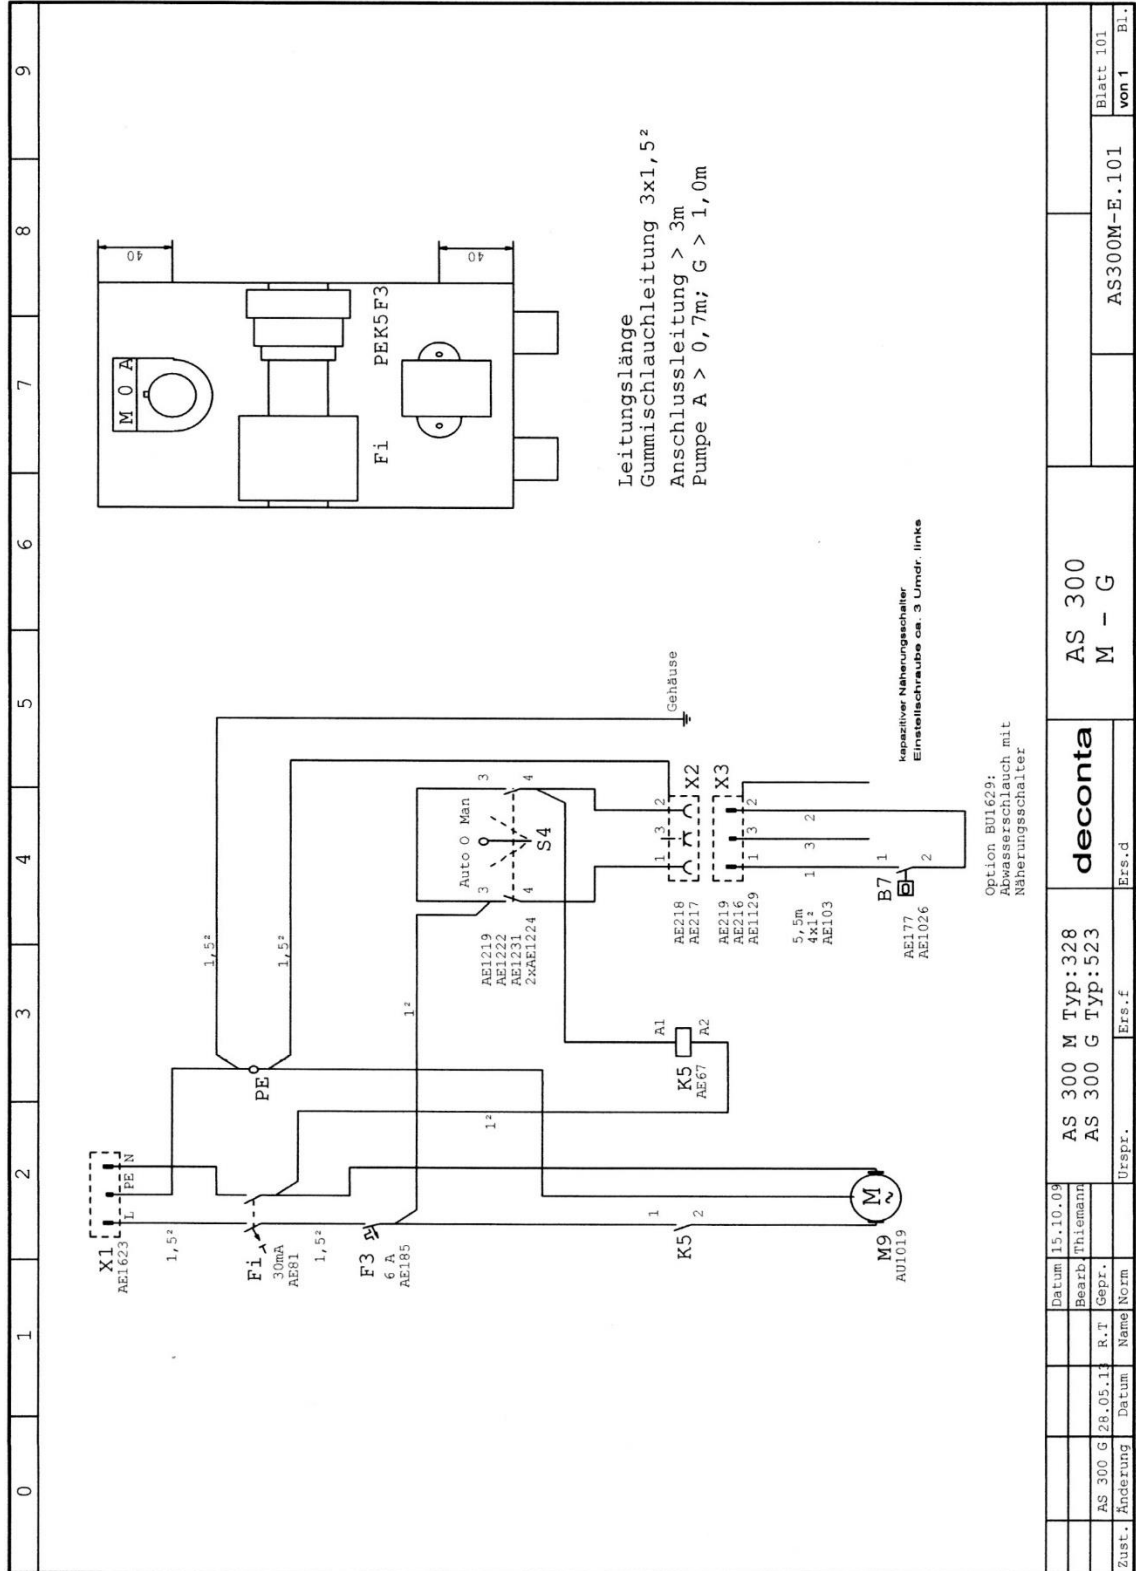 0 1 2 3 4 5 6 7 8 9
X1
AE1623
L PE N
1,5²
Fi
30mA
AE81
1,5²
F3
6 A
AE185
K5
1
2
M9
AU1019
M
~
PE
1,5²
1,5²
1²
1²
K5
AE67
A1
A2
AE1219
AE1222
AE1231
2xAE1224
Auto O Man
3
4
3
4
S4
AE218
AE217
1 3 2
X2
Gehäuse
AE219
AE216
AE1129
X3
1 3 2
5,5m
4x1²
AE103
1 3 2
B7
1
2
AE177
AE1026
kapazitiver Näherungsschalter
Einstellschraube ca. 3 Umdr. links
Option BU1629:
Abwasserschlauch mit
Näherungsschalter
M O A
40
40
Fi
PEK5F3
Leitungslänge
Gummischlauchleitung 3x1,5²
Anschlussleitung > 3m
Pumpe A > 0,7m; G > 1,0m
AS 300 G 28.05.13 R.T
Zust. Änderung Datum Name
Datum 15.10.09
Bearb. Thiemann
Gepr.
Norm
AS 300 M Typ:328
AS 300 G Typ:523
Urspr. Ers.f Ers.d
deconta
AS 300
M - G
AS300M-E.101
Blatt 101
von 1 Bl.